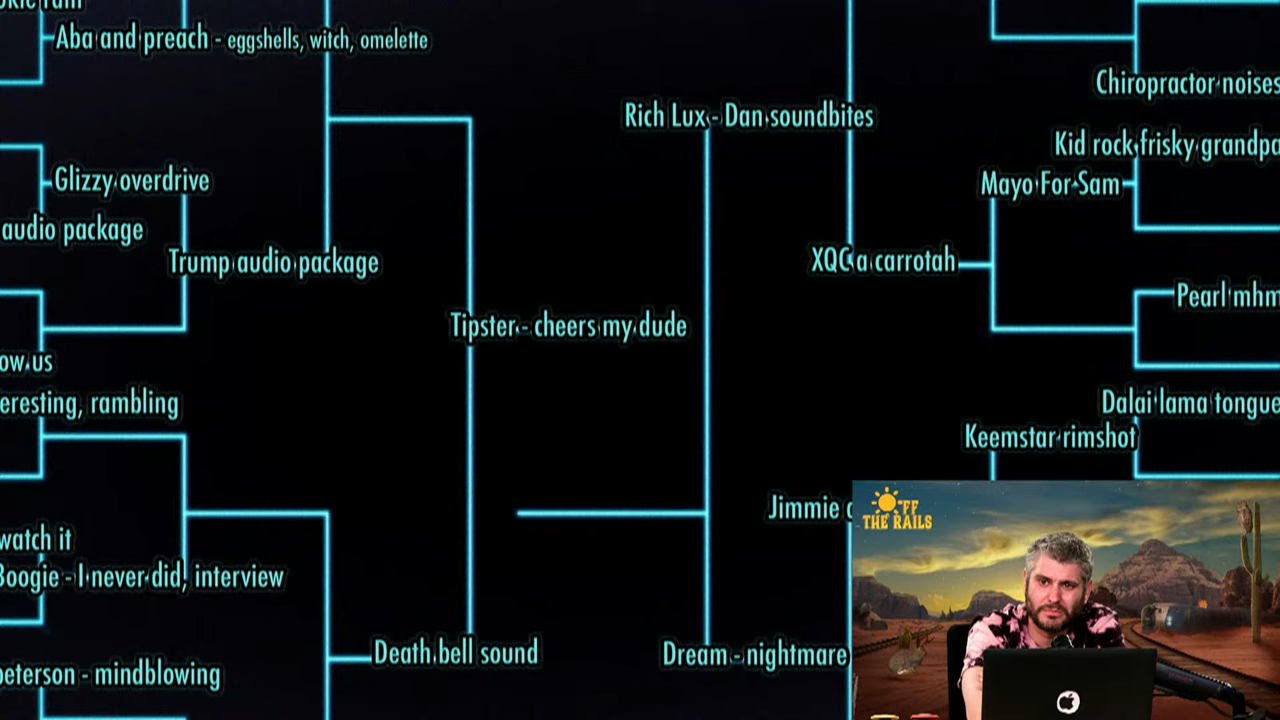 Aba and preach - eggshells, witch, omelette
Chiropractor noises
Rich Lux - Dan soundbites
Kid rock frisky grandpa
Glizzy overdrive
Mayo For Sam
audio package
Trump audio package
XQC a carrotah
Pearl mhm
Tipster - cheers my dude
ow us
eresting, rambling
Dalai lama tongue
Keemstar rimshot
Jimmie
OFF
THE RAILS
watch it
Boogie - I never did, interview
Death bell sound
Dream - nightmare
peterson - mindblowing